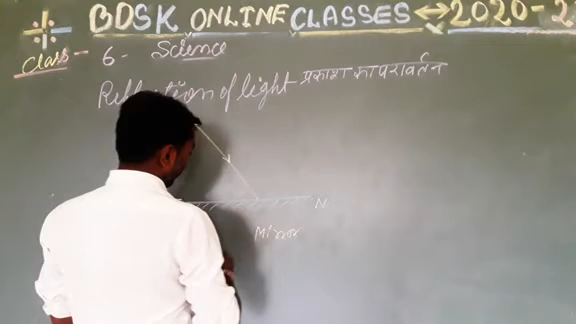 BDSK ONLINE CLASSES ↔ 2020-2
Class - 6 - Science
Reflection of light प्रकाश का परावर्तन
N
Mirror